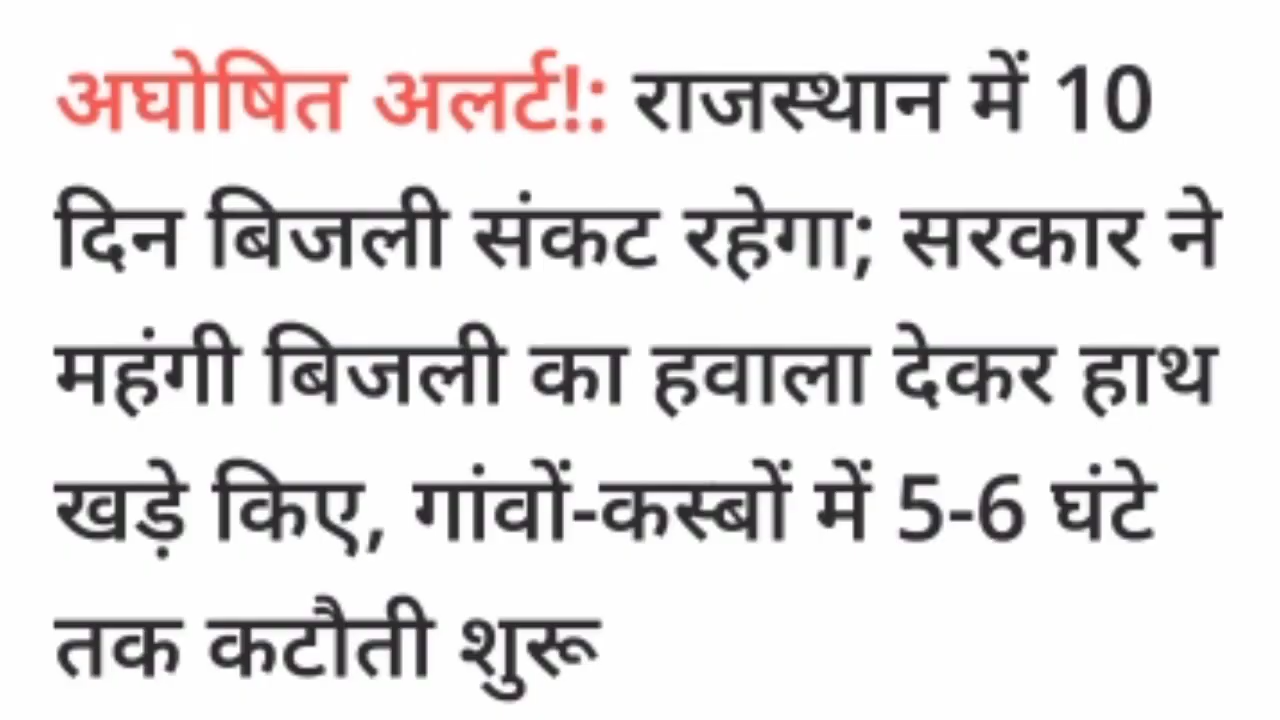 अघोषित अलर्ट!: राजस्थान में 10
दिन बिजली संकट रहेगा; सरकार ने
महंगी बिजली का हवाला देकर हाथ
खड़े किए, गांवों-कस्बों में 5-6 घंटे
तक कटौती शुरू